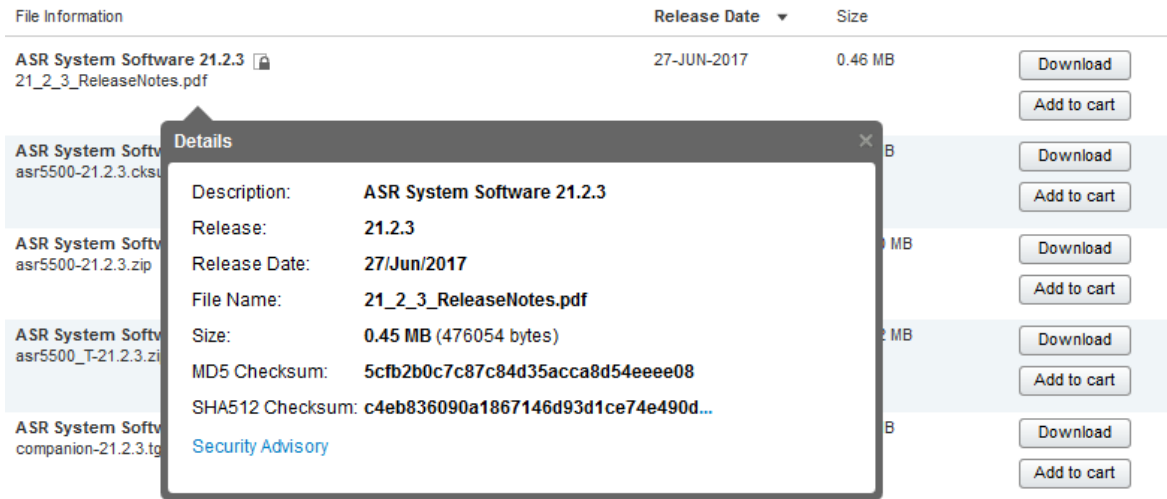 File Information Release Date Size
ASR System Software 21.2.3 27-JUN-2017 0.46 MB Download
21_2_3_ReleaseNotes.pdf
Add to cart
Details
Description: ASR System Software 21.2.3
Release: 21.2.3
Release Date: 27/Jun/2017
File Name: 21_2_3_ReleaseNotes.pdf
Size: 0.45 MB (476054 bytes)
MD5 Checksum: 5cfb2b0c7c87c84d35acca8d54eeee08
SHA512 Checksum: c4eb836090a1867146d93d1ce74e490d...
Security Advisory
ASR System Softw B Download
asr5500-21.2.3.cksu
Add to cart
ASR System Softw MB Download
asr5500-21.2.3.zip
Add to cart
ASR System Softw MB Download
asr5500_T-21.2.3.zi
Add to cart
ASR System Softw B Download
companion-21.2.3.tg
Add to cart